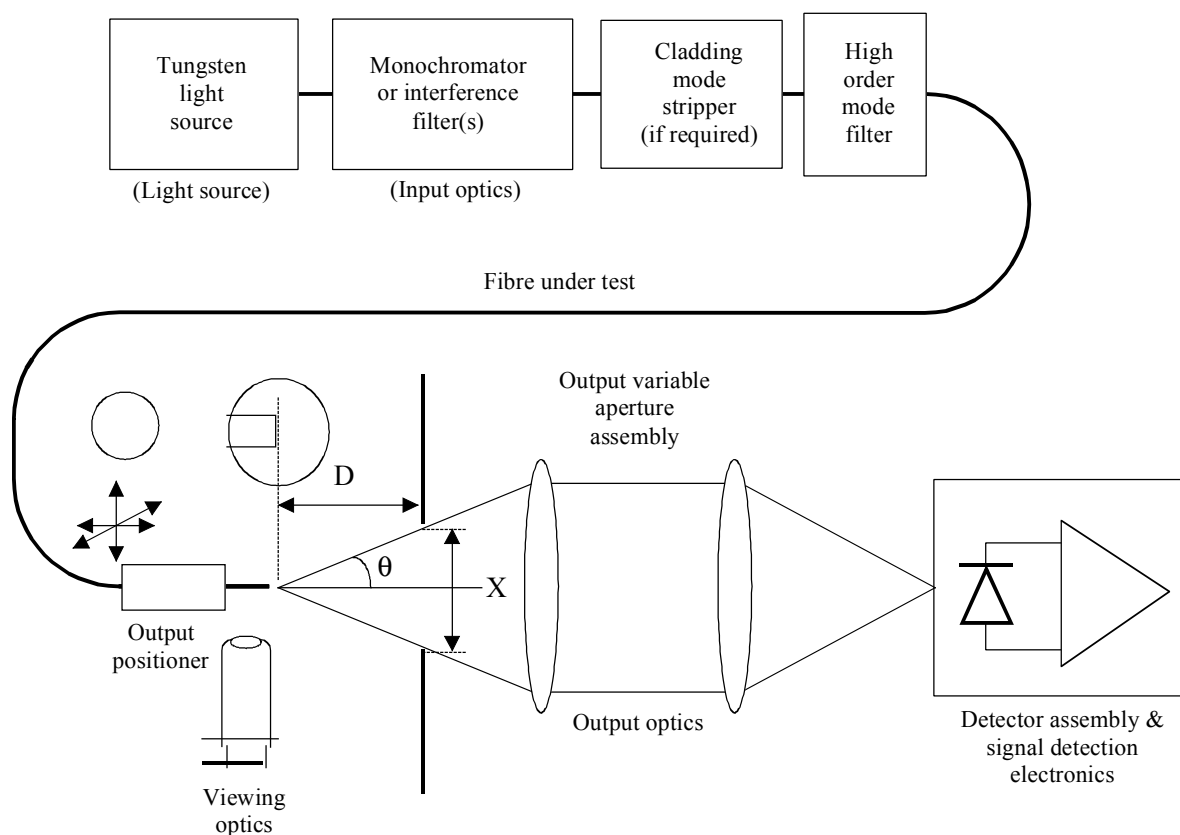 Tungsten
light
source
Monochromator
or interference
filter(s)
Cladding
mode
stripper
(if required)
High
order
mode
filter
(Light source)
(Input optics)
Fibre under test
Output variable
aperture
assembly
D
θ
X
Output
positioner
Output optics
Detector assembly &
signal detection
electronics
Viewing
optics